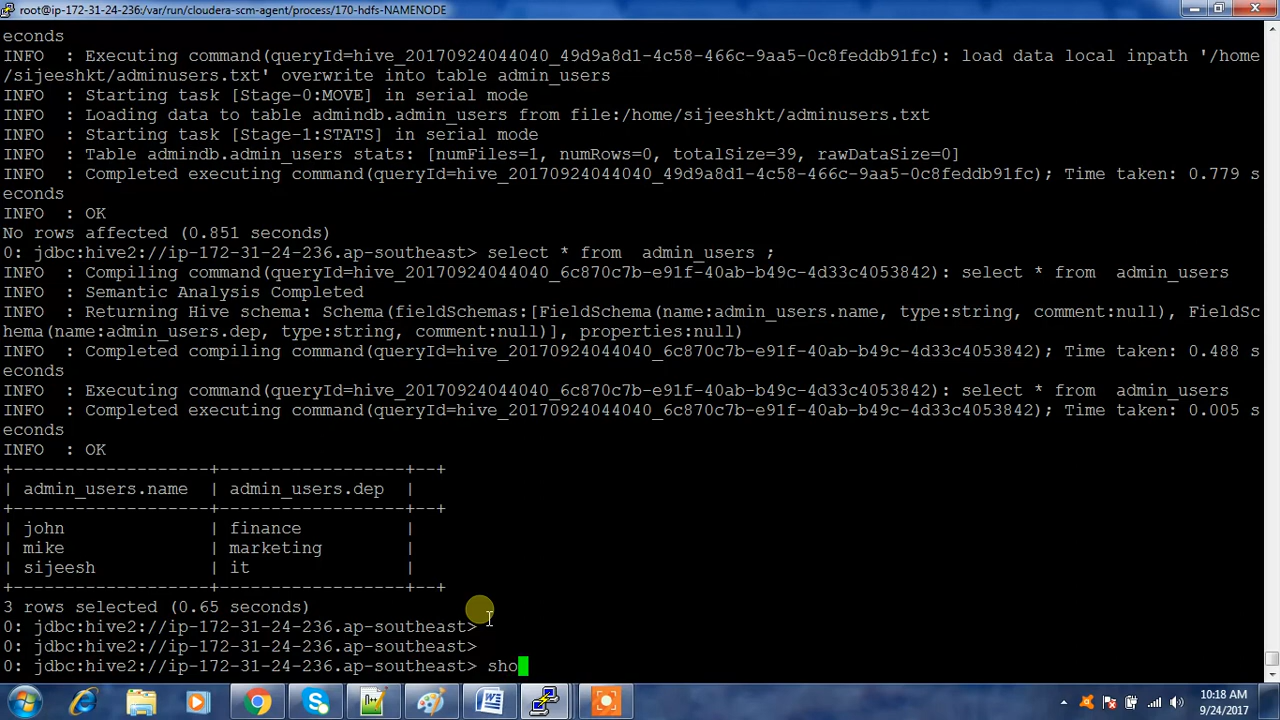 root@ip-172-31-24-236:/var/run/cloudera-scm-agent/process/170-hdfs-NAMENODE
econds
INFO  : Executing command(queryId=hive_20170924044040_49d9a8d1-4c58-466c-9aa5-0c8feddb91fc): load data local inpath '/home
/sijeeshkt/adminusers.txt' overwrite into table admin_users
INFO  : Starting task [Stage-0:MOVE] in serial mode
INFO  : Loading data to table admindb.admin_users from file:/home/sijeeshkt/adminusers.txt
INFO  : Starting task [Stage-1:STATS] in serial mode
INFO  : Table admindb.admin_users stats: [numFiles=1, numRows=0, totalSize=39, rawDataSize=0]
INFO  : Completed executing command(queryId=hive_20170924044040_49d9a8d1-4c58-466c-9aa5-0c8feddb91fc); Time taken: 0.779 s
econds
INFO  : OK
No rows affected (0.851 seconds)
0: jdbc:hive2://ip-172-31-24-236.ap-southeast> select * from  admin_users ;
INFO  : Compiling command(queryId=hive_20170924044040_6c870c7b-e91f-40ab-b49c-4d33c4053842): select * from  admin_users
INFO  : Semantic Analysis Completed
INFO  : Returning Hive schema: Schema(fieldSchemas:[FieldSchema(name:admin_users.name, type:string, comment:null), FieldSc
hema(name:admin_users.dep, type:string, comment:null)], properties:null)
INFO  : Completed compiling command(queryId=hive_20170924044040_6c870c7b-e91f-40ab-b49c-4d33c4053842); Time taken: 0.488 s
econds
INFO  : Executing command(queryId=hive_20170924044040_6c870c7b-e91f-40ab-b49c-4d33c4053842): select * from  admin_users
INFO  : Completed executing command(queryId=hive_20170924044040_6c870c7b-e91f-40ab-b49c-4d33c4053842); Time taken: 0.005 s
econds
INFO  : OK
+-------------------+------------------+--+
| admin_users.name  | admin_users.dep  |
+-------------------+------------------+--+
| john              | finance          |
| mike              | marketing        |
| sijeesh           | it               |
+-------------------+------------------+--+
3 rows selected (0.65 seconds)
0: jdbc:hive2://ip-172-31-24-236.ap-southeast>
0: jdbc:hive2://ip-172-31-24-236.ap-southeast>
0: jdbc:hive2://ip-172-31-24-236.ap-southeast> sho
10:18 AM
9/24/2017